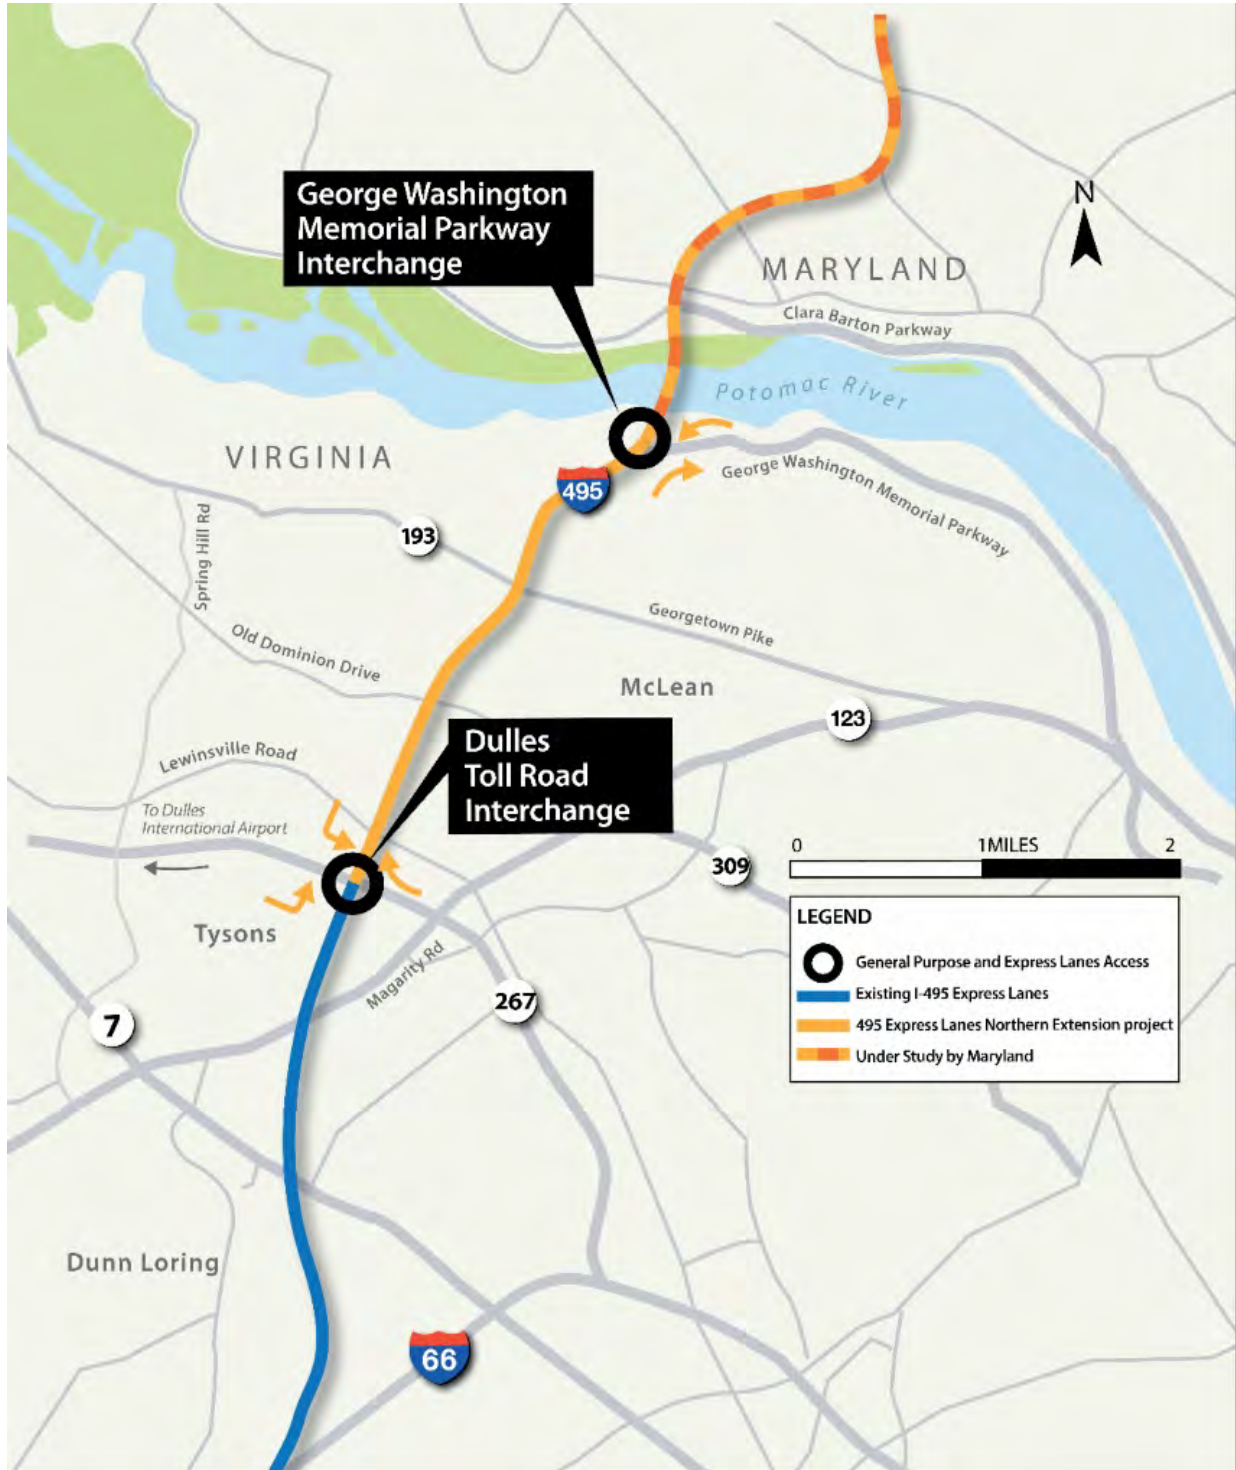 N
George Washington
Memorial Parkway
Interchange
MARYLAND
Clara Barton Parkway
Potomac River
VIRGINIA
George Washington Memorial Parkway
495
193
Spring Hill Rd
Georgetown Pike
Old Dominion Drive
McLean
123
Dulles
Toll Road
Interchange
Lewinsville Road
To Dulles
International Airport
309
0 1MILES 2
LEGEND
General Purpose and Express Lanes Access
Existing I-495 Express Lanes
495 Express Lanes Northern Extension project
Under Study by Maryland
Tysons
Magarity Rd
267
7
Dunn Loring
66